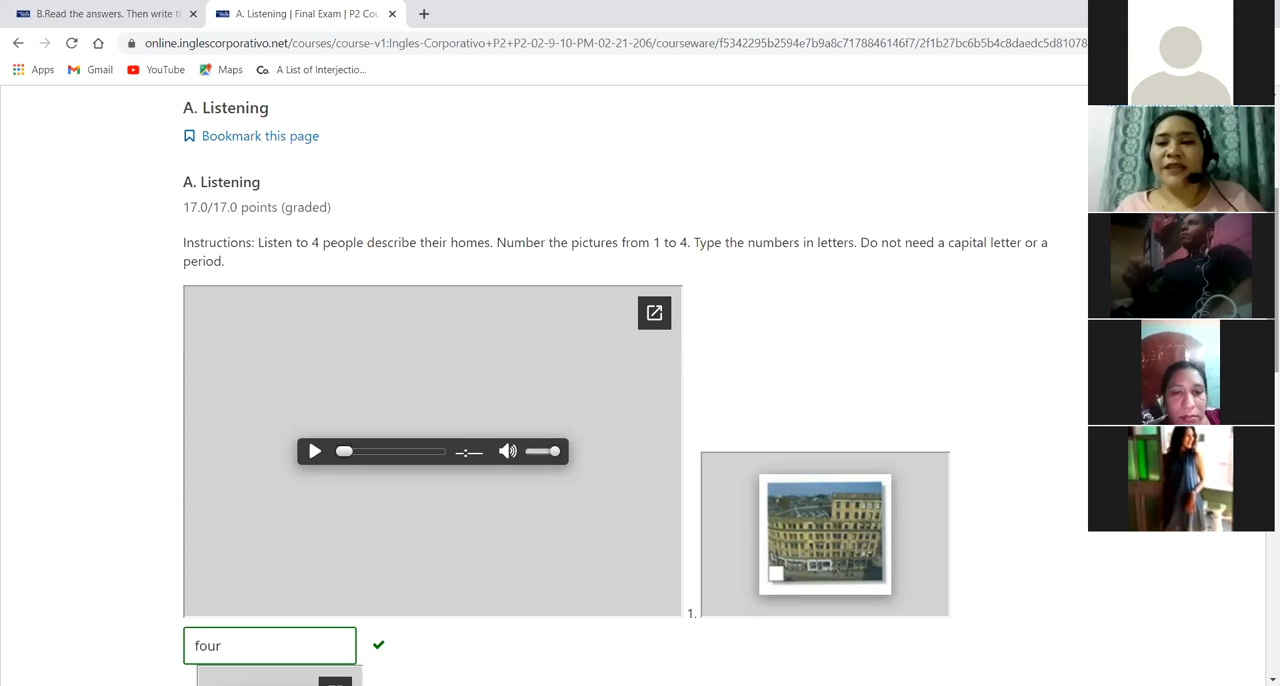 B.Read the answers. Then write t
A. Listening | Final Exam | P2 Cou
online.inglescorporativo.net/courses/course-v1:Ingles-Corporativo+P2+P2-02-9-10-PM-02-21-206/courseware/f5342295b2594e7b9a8c7178846146f7/2f1b27bc6b5b4c8daedc5d81078
Apps
Gmail
YouTube
Maps
Co.
A List of Interjectio...
A. Listening
Bookmark this page
A. Listening
17.0/17.0 points (graded)
Instructions: Listen to 4 people describe their homes. Number the pictures from 1 to 4. Type the numbers in letters. Do not need a capital letter or a
period.
--:--
1.
four